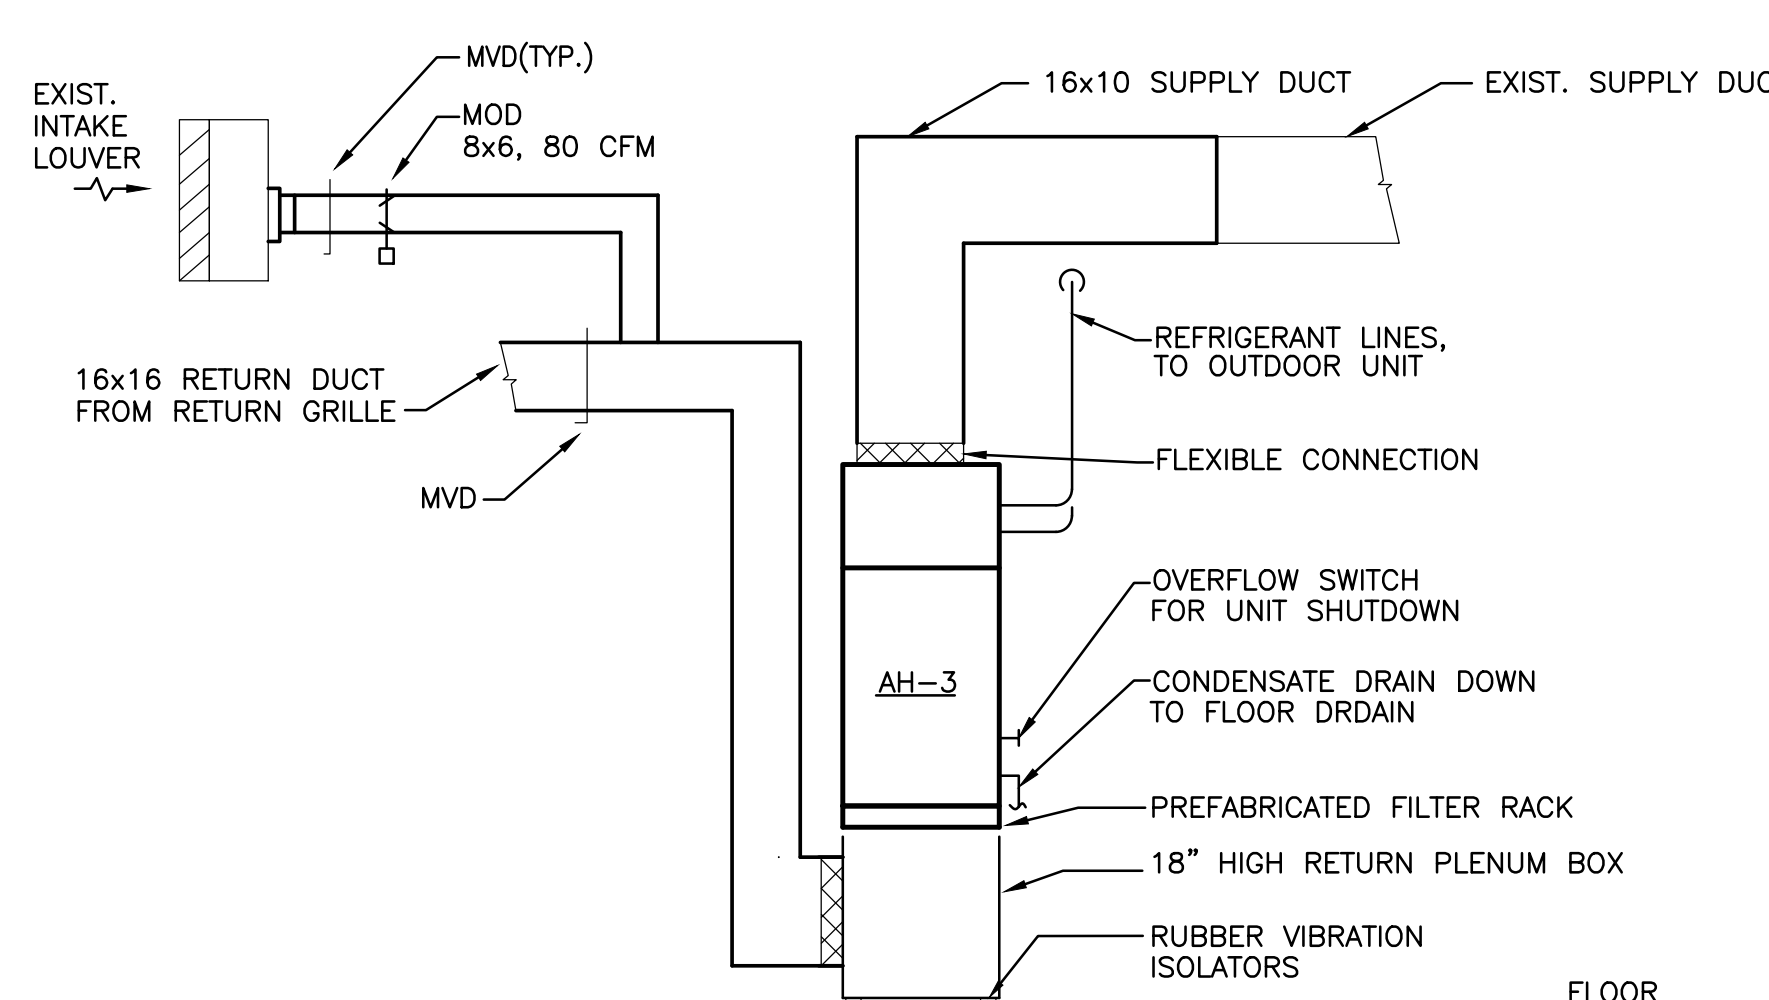 MVD(TYP.)
EXIST.
INTAKE
LOUVER
MOD
8x6, 80 CFM
16x10 SUPPLY DUCT
EXIST. SUPPLY DUC
REFRIGERANT LINES,
TO OUTDOOR UNIT
16x16 RETURN DUCT
FROM RETURN GRILLE
MVD
FLEXIBLE CONNECTION
OVERFLOW SWITCH
FOR UNIT SHUTDOWN
AH-3
CONDENSATE DRAIN DOWN
TO FLOOR DRDAIN
PREFABRICATED FILTER RACK
18” HIGH RETURN PLENUM BOX
RUBBER VIBRATION
ISOLATORS
FLOOR